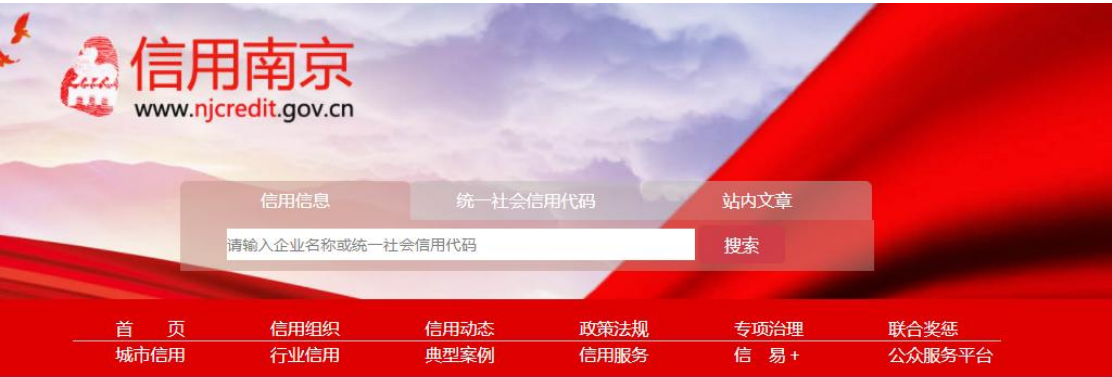 信用南京
www.njcredit.gov.cn
信用信息 统一社会信用代码 站内文章
请输入企业名称或统一社会信用代码 搜索
首 页 信用组织 信用动态 政策法规 专项治理 联合奖惩
城市信用 行业信用 典型案例 信用服务 信 易+ 公众服务平台